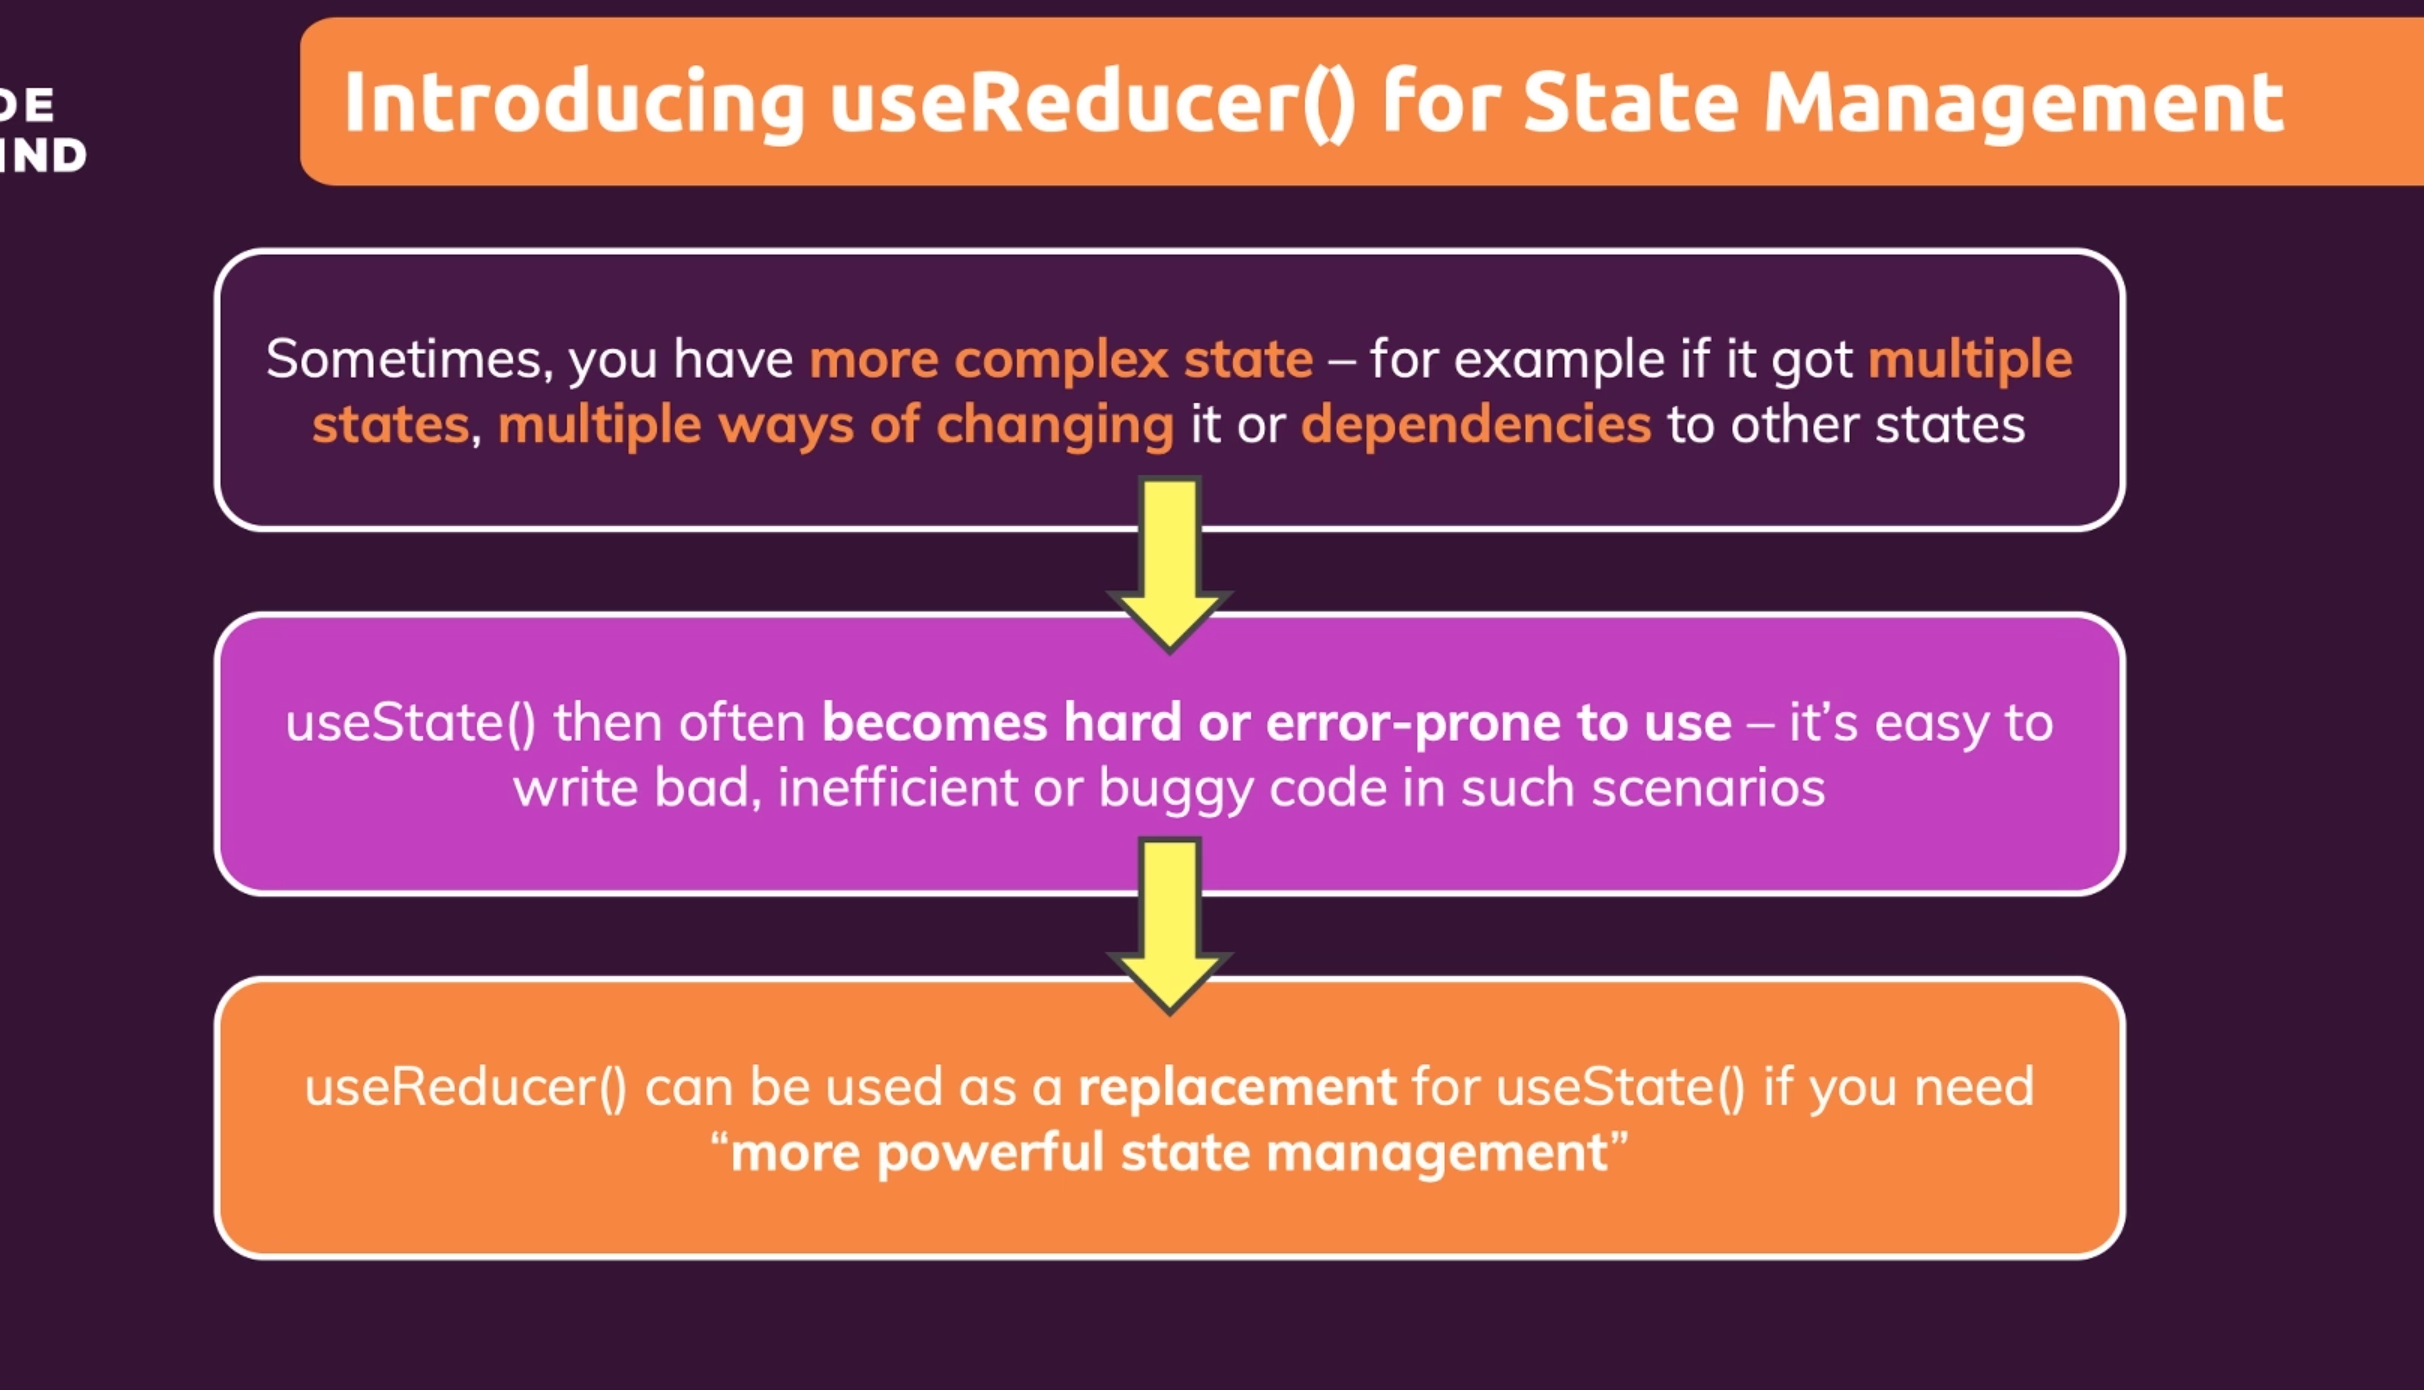 DE
IND
Introducing useReducer() for State Management
Sometimes, you have more complex state – for example if it got multiple
states, multiple ways of changing it or dependencies to other states
useState() then often becomes hard or error-prone to use – it’s easy to
write bad, inefficient or buggy code in such scenarios
useReducer() can be used as a replacement for useState() if you need
“more powerful state management”